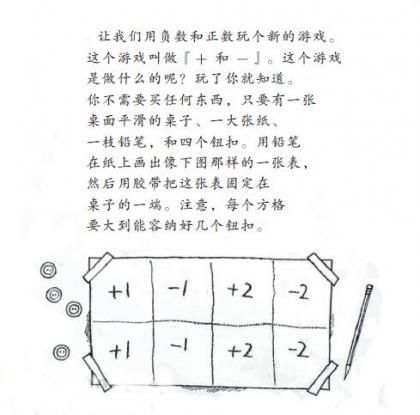 让我们用负数和正数玩个新的游戏。
这个游戏叫做『+ 和 -』。这个游戏
是做什么的呢？玩了你就知道。
你不需要买任何东西，只要有一张
桌面平滑的桌子、一大张纸、
一枝铅笔，和四个钮扣。用铅笔
在纸上画出像下图那样的一张表，
然后用胶带把这张表固定在
桌子的一端。注意，每个方格
要大到能容纳好几个钮扣。
+1 -1 +2 -2
+1 -1 +2 -2